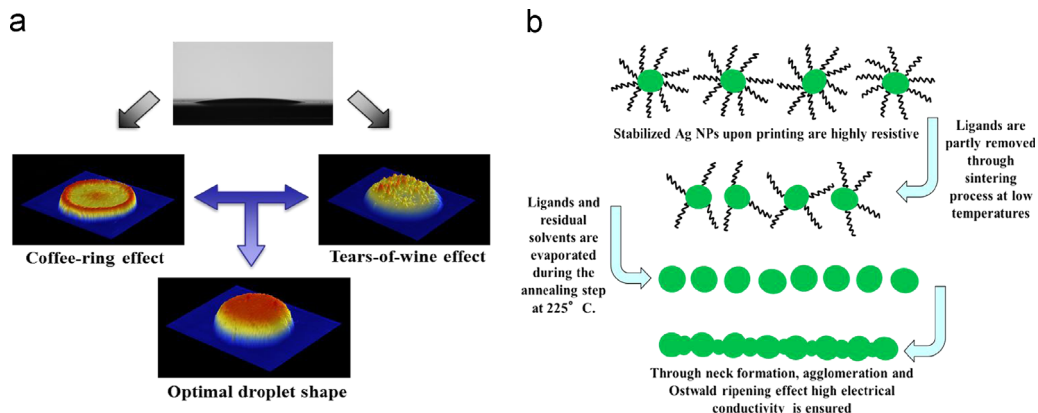 a
Coffee-ring effect
Tears-of-wine effect
Optimal droplet shape
b
Stabilized Ag NPs upon printing are highly resistive
Ligands are
partly removed
through
sintering
process at low
temperatures
Ligands and
residual
solvents are
evaporated
during the
annealing step
at 225° C.
Through neck formation, agglomeration and
Ostwald ripening effect high electrical
conductivity is ensured